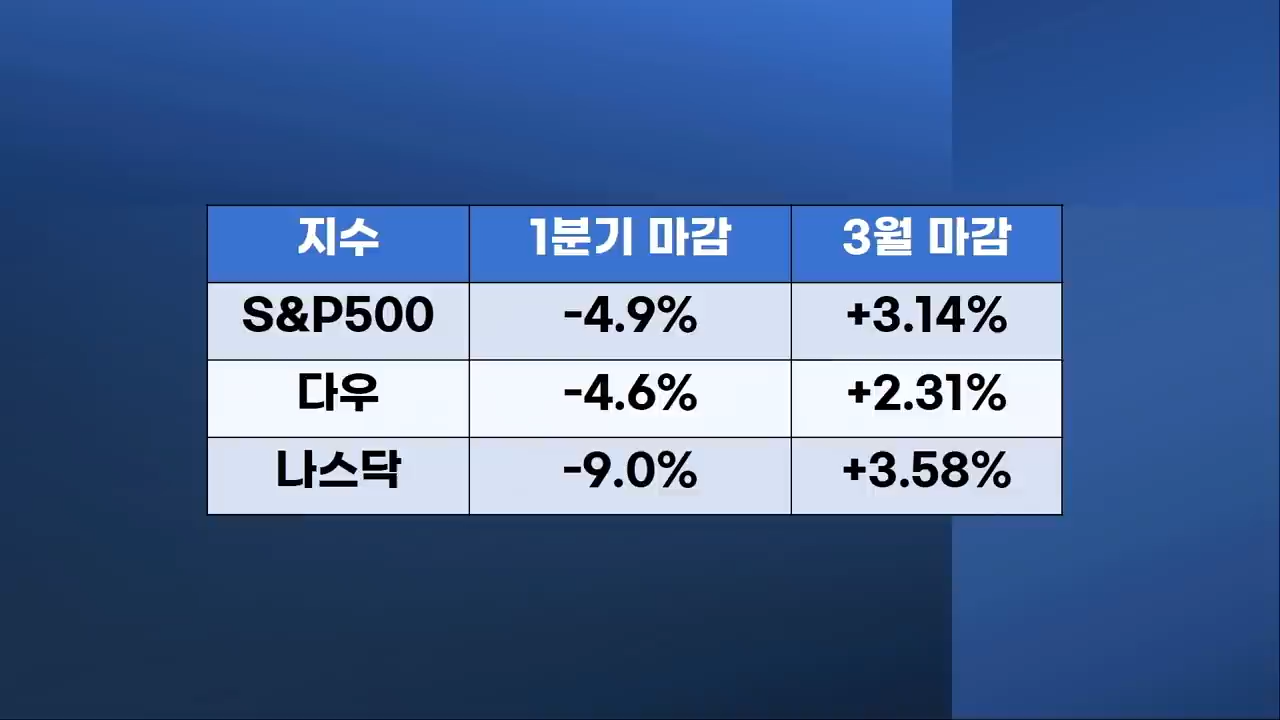 지수 1분기 마감 3월 마감
S&P500 -4.9% +3.14%
다우 -4.6% +2.31%
나스닥 -9.0% +3.58%